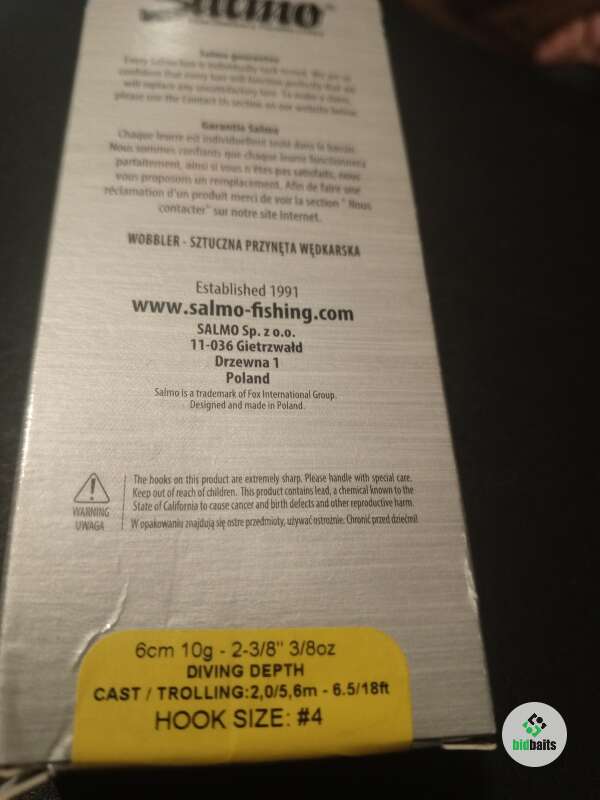 Salmo
Salmo guarantee
Every Salmo lure is individually tank tested. We are so
confident that every lure will function perfectly that we
will replace any unsatisfactory lure. To make a claim,
please use the Contact Us section on our website below.
Garantie Salmo
Chaque leurre est individuellement testé dans le bassin.
Nous sommes confiants que chaque leurre fonctionnera
parfaitement, ainsi si vous n'êtes pas satisfaits, nous
vous proposons un remplacement. Afin de faire une
réclamation d'un produit merci de voir la section " Nous
contacter" sur notre site Internet.
WOBBLER - SZTUCZNA PRZYNĘTA WĘDKARSKA
Established 1991
www.salmo-fishing.com
SALMO Sp. z o.o.
11-036 Gietrzwałd
Drzewna 1
Poland
Salmo is a trademark of Fox International Group.
Designed and made in Poland.
WARNING
UWAGA
The hooks on this product are extremely sharp. Please handle with special care.
Keep out of reach of children. This product contains lead, a chemical known to the
State of California to cause cancer and birth defects and other reproductive harm.
W opakowaniu znajdują się ostre przedmioty, używać ostrożnie. Chronić przed dziećmi!
6cm 10g - 2-3/8" 3/8oz
DIVING DEPTH
CAST / TROLLING:2,0/5,6m - 6.5/18ft
HOOK SIZE: #4
bidbaits